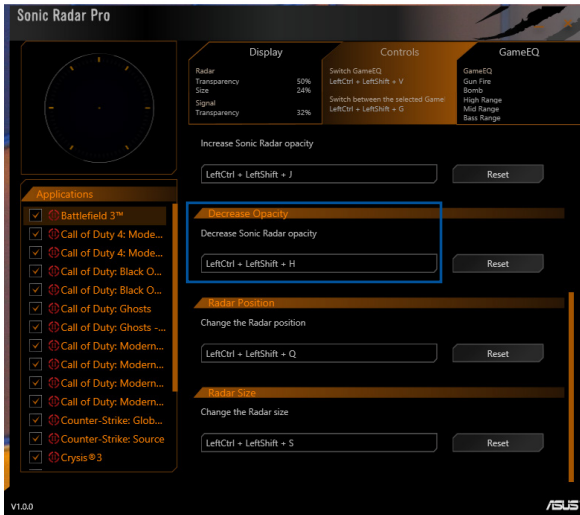 Sonic Radar Pro
Display
Radar
Transparency 50%
Size 24%
Signal
Transparency 32%
Controls
Switch GameEQ
LeftCtrl + LeftShift + V
Switch between the selected Game
LeftCtrl + LeftShift + G
GameEQ
GameEQ
Gun Fire
Bomb
High Range
Mid Range
Bass Range
Increase Sonic Radar opacity
LeftCtrl + LeftShift + J
Reset
Decrease Opacity
Decrease Sonic Radar opacity
LeftCtrl + LeftShift + H
Reset
Radar Position
Change the Radar position
LeftCtrl + LeftShift + Q
Reset
Radar Size
Change the Radar size
LeftCtrl + LeftShift + S
Reset
Applications
Battlefield 3™
Call of Duty 4: Mode...
Call of Duty 4: Mode...
Call of Duty: Black O...
Call of Duty: Black O...
Call of Duty: Ghosts
Call of Duty: Ghosts -...
Call of Duty: Modern...
Call of Duty: Modern...
Call of Duty: Modern...
Call of Duty: Modern...
Counter-Strike: Glob...
Counter-Strike: Source
Crysis®3
V1.0.0
ASUS